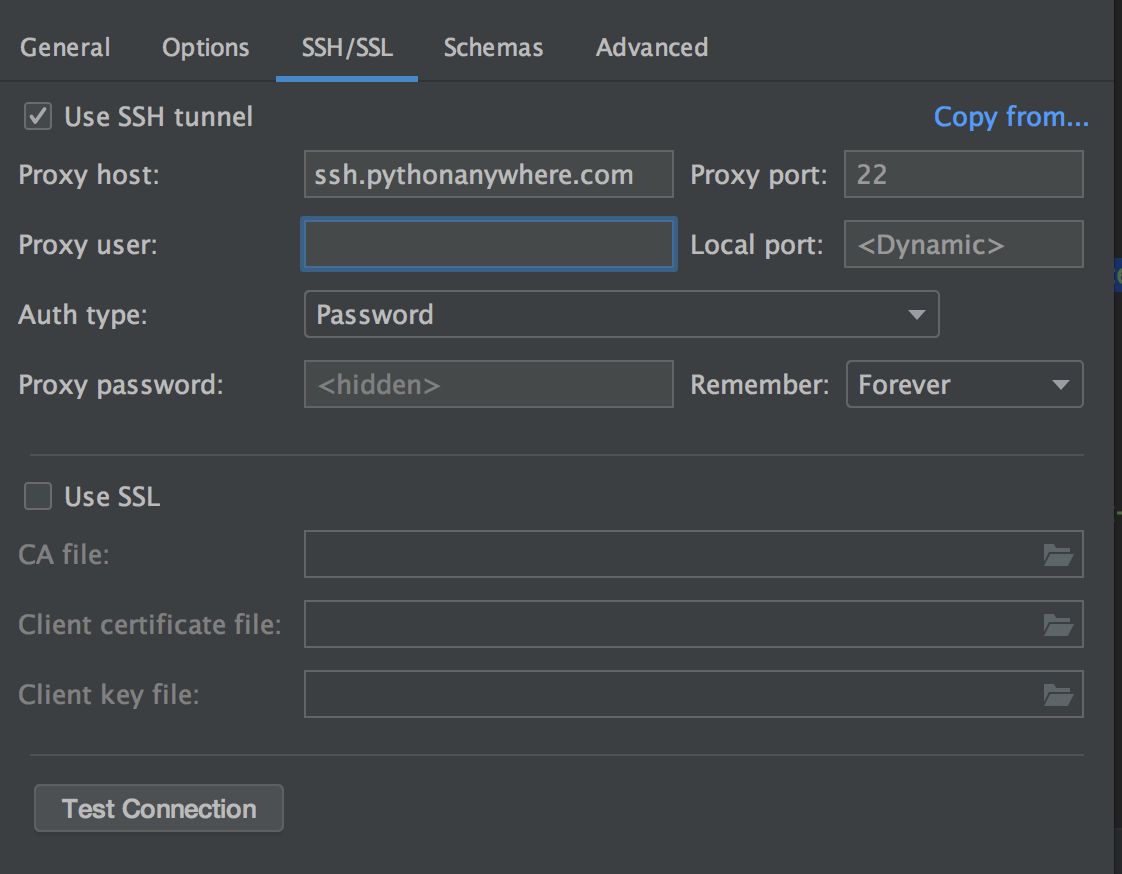 General Options SSH/SSL Schemas Advanced
Use SSH tunnel Copy from...
Proxy host: ssh.pythonanywhere.com Proxy port: 22
Proxy user: Local port: <Dynamic>
Auth type: Password
Proxy password: <hidden> Remember: Forever
Use SSL
CA file:
Client certificate file:
Client key file:
Test Connection